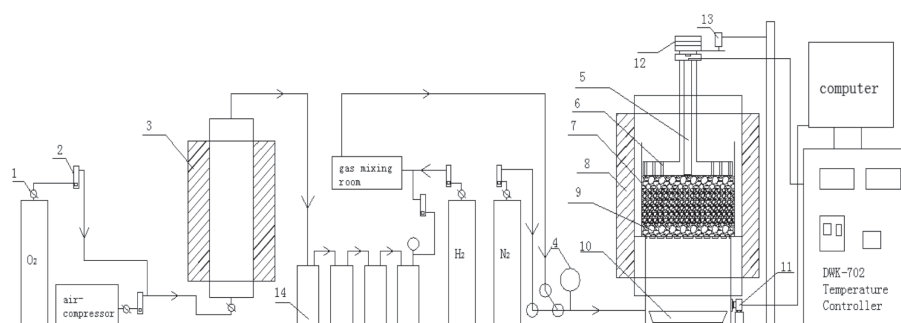 13
12
computer
5
6
3
7
gas mixing
room
8
2
1
9
4
10
O₂
H₂
N₂
11
air-
compressor
14
DWK-702
Temperature
Controller